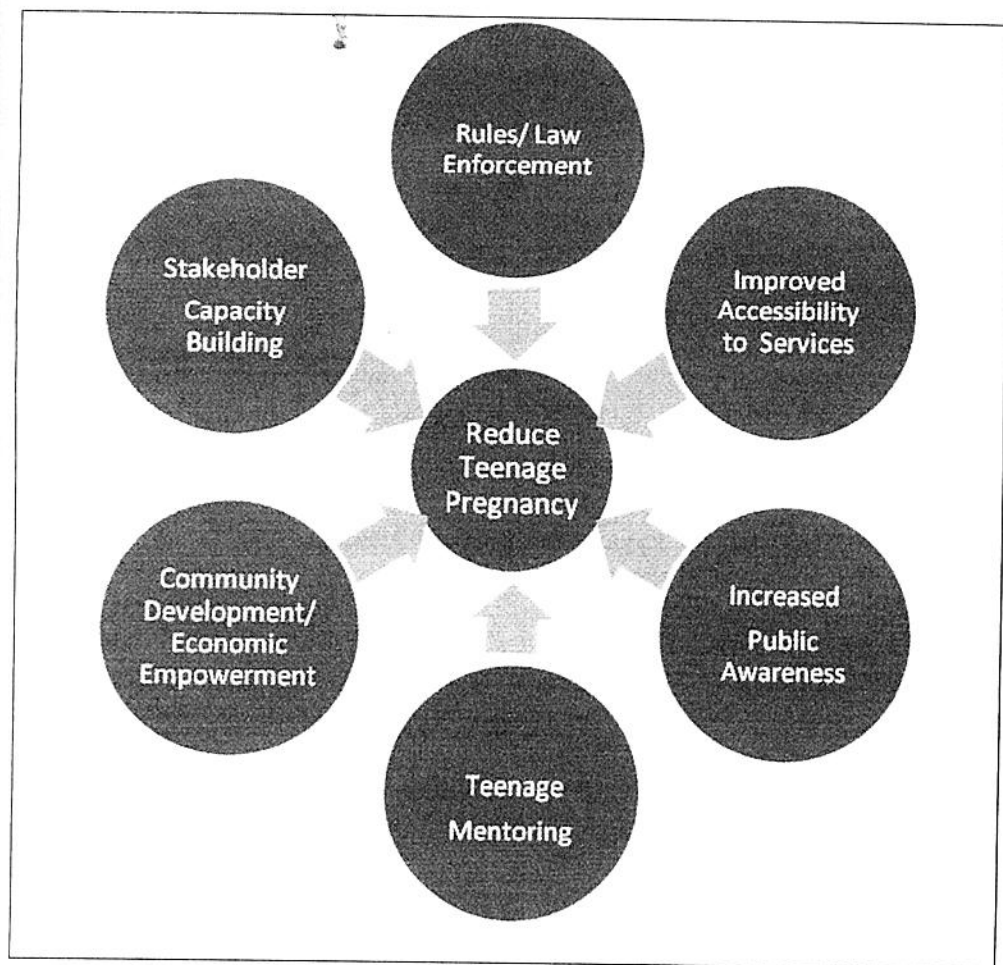 Rules/ Law
Enforcement
Stakeholder
Capacity
Building
Improved
Accessibility
to Services
Reduce
Teenage
Pregnancy
Community
Development/
Economic
Empowerment
Increased
Public
Awareness
Teenage
Mentoring